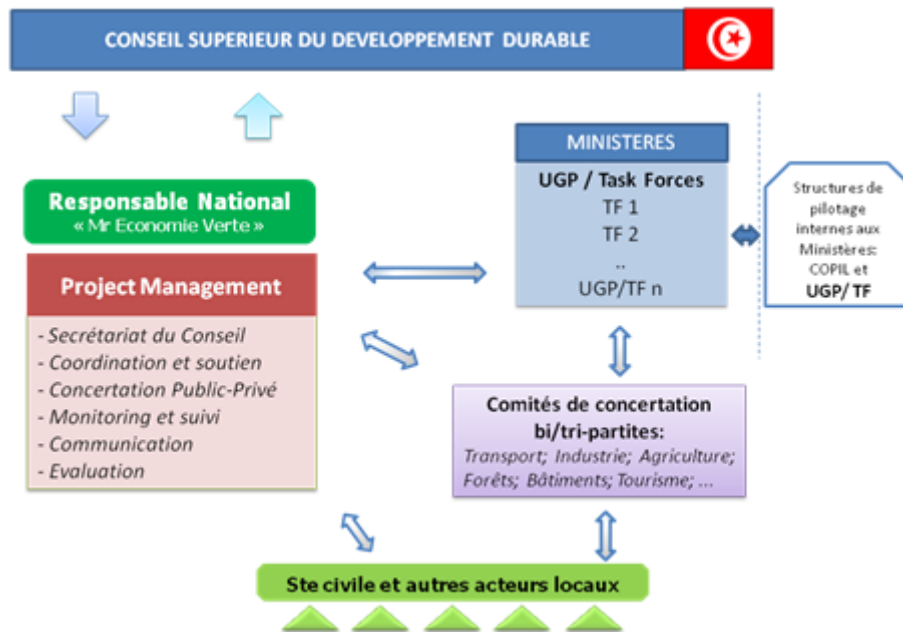 CONSEIL SUPERIEUR DU DEVELOPPEMENT DURABLE
Responsable National
« Mr Economie Verte »
Project Management
- Secrétariat du Conseil
- Coordination et soutien
- Concertation Public-Privé
- Monitoring et suivi
- Communication
- Evaluation
MINISTERES
UGP / Task Forces
TF 1
TF 2
..
UGP/TF n
Structures de
pilotage
internes aux
Ministères:
COPIL et
UGP/ TF
Comités de concertation
bi/tri-partites:
Transport; Industrie; Agriculture;
Forêts; Bâtiments; Tourisme; ...
Ste civile et autres acteurs locaux